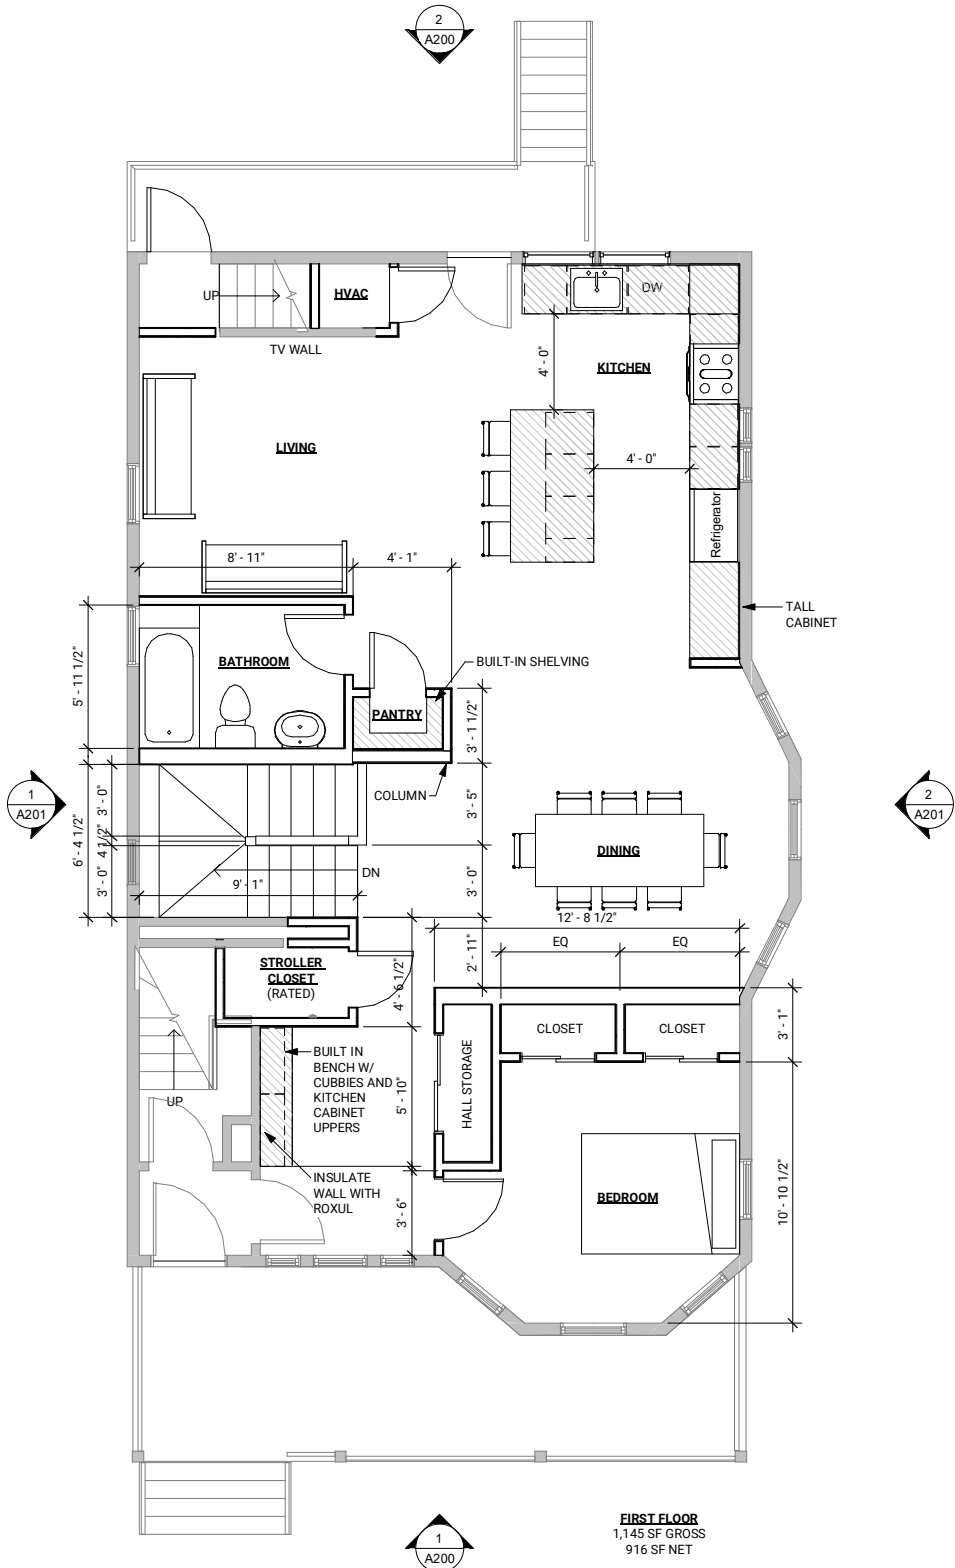 2
A200
UP
HVAC
DW
TV WALL
4' - 0"
KITCHEN
LIVING
4' - 0"
Refrigerator
8' - 11"
4' - 1"
TALL
CABINET
5' - 11 1/2"
BATHROOM
BUILT-IN SHELVING
PANTRY
3' - 1 1/2"
1
A201
6' - 4 1/2"
3' - 0"
4 1/2"
3' - 0"
COLUMN
3' - 5"
2
A201
DINING
DN
9' - 1"
3' - 0"
12' - 8 1/2"
2' - 11"
EQ
EQ
STROLLER
CLOSET
(RATED)
4' - 6 1/2"
3' - 1"
CLOSET
CLOSET
HALL STORAGE
BUILT IN
BENCH W/
CUBBIES AND
KITCHEN
CABINET
UPPERS
5' - 10"
UP
INSULATE
WALL WITH
ROXUL
3' - 6"
BEDROOM
10' - 10 1/2"
FIRST FLOOR
1,145 SF GROSS
916 SF NET
1
A200